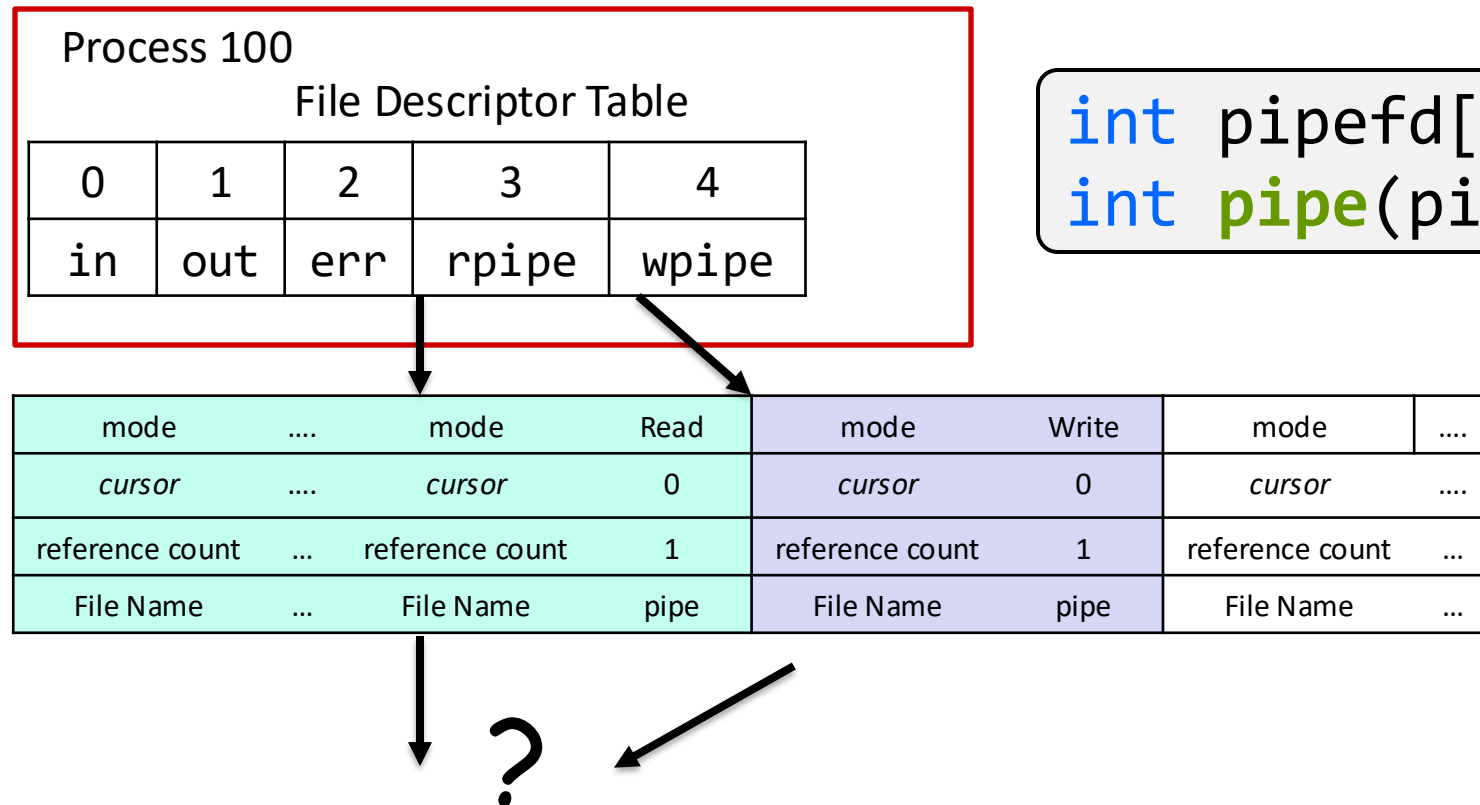 Process 100
File Descriptor Table
0 1 2 3 4
in out err rpipe wpipe
int pipefd[
int pipe(pi
mode .... mode Read mode Write mode ....
cursor .... cursor 0 cursor 0 cursor ....
reference count ... reference count 1 reference count 1 reference count ...
File Name ... File Name pipe File Name pipe File Name ...
?